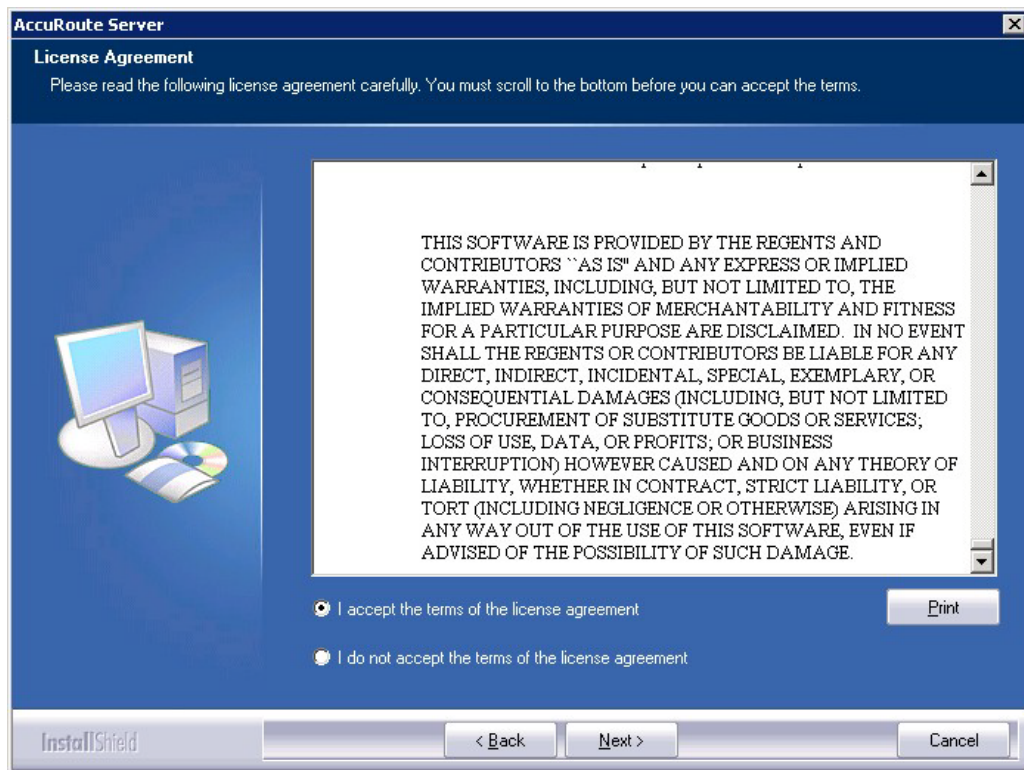 AccuRoute Server
License Agreement
Please read the following license agreement carefully. You must scroll to the bottom before you can accept the terms.
THIS SOFTWARE IS PROVIDED BY THE REGENTS AND
CONTRIBUTORS ``AS IS'' AND ANY EXPRESS OR IMPLIED
WARRANTIES, INCLUDING, BUT NOT LIMITED TO, THE
IMPLIED WARRANTIES OF MERCHANTABILITY AND FITNESS
FOR A PARTICULAR PURPOSE ARE DISCLAIMED.  IN NO EVENT
SHALL THE REGENTS OR CONTRIBUTORS BE LIABLE FOR ANY
DIRECT, INDIRECT, INCIDENTAL, SPECIAL, EXEMPLARY, OR
CONSEQUENTIAL DAMAGES (INCLUDING, BUT NOT LIMITED
TO, PROCUREMENT OF SUBSTITUTE GOODS OR SERVICES;
LOSS OF USE, DATA, OR PROFITS; OR BUSINESS
INTERRUPTION) HOWEVER CAUSED AND ON ANY THEORY OF
LIABILITY, WHETHER IN CONTRACT, STRICT LIABILITY, OR
TORT (INCLUDING NEGLIGENCE OR OTHERWISE) ARISING IN
ANY WAY OUT OF THE USE OF THIS SOFTWARE, EVEN IF
ADVISED OF THE POSSIBILITY OF SUCH DAMAGE.
I accept the terms of the license agreement
Print
I do not accept the terms of the license agreement
InstallShield
< Back
Next >
Cancel